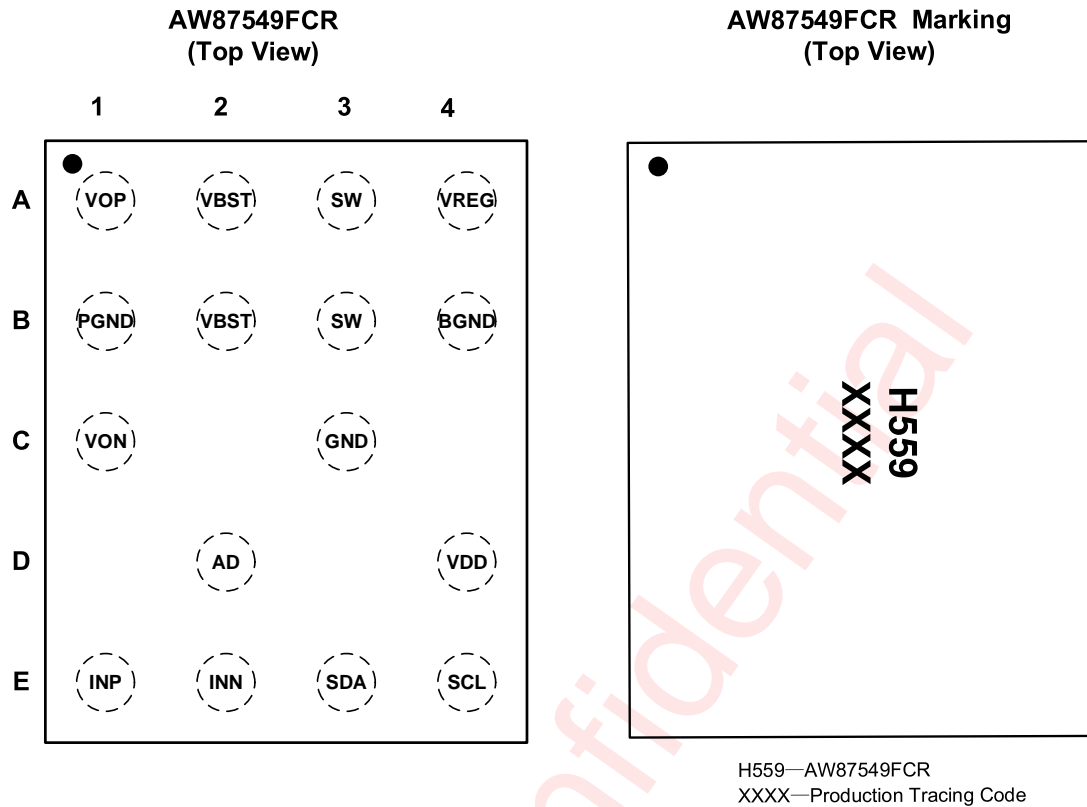 AW87549FCR
(Top View)
1 2 3 4
A VOP VBST SW VREG
B PGND VBST SW BGND
C VON GND
D AD VDD
E INP INN SDA SCL
AW87549FCR Marking
(Top View)
H559
XXXX
H559—AW87549FCR
XXXX—Production Tracing Code
nfidential